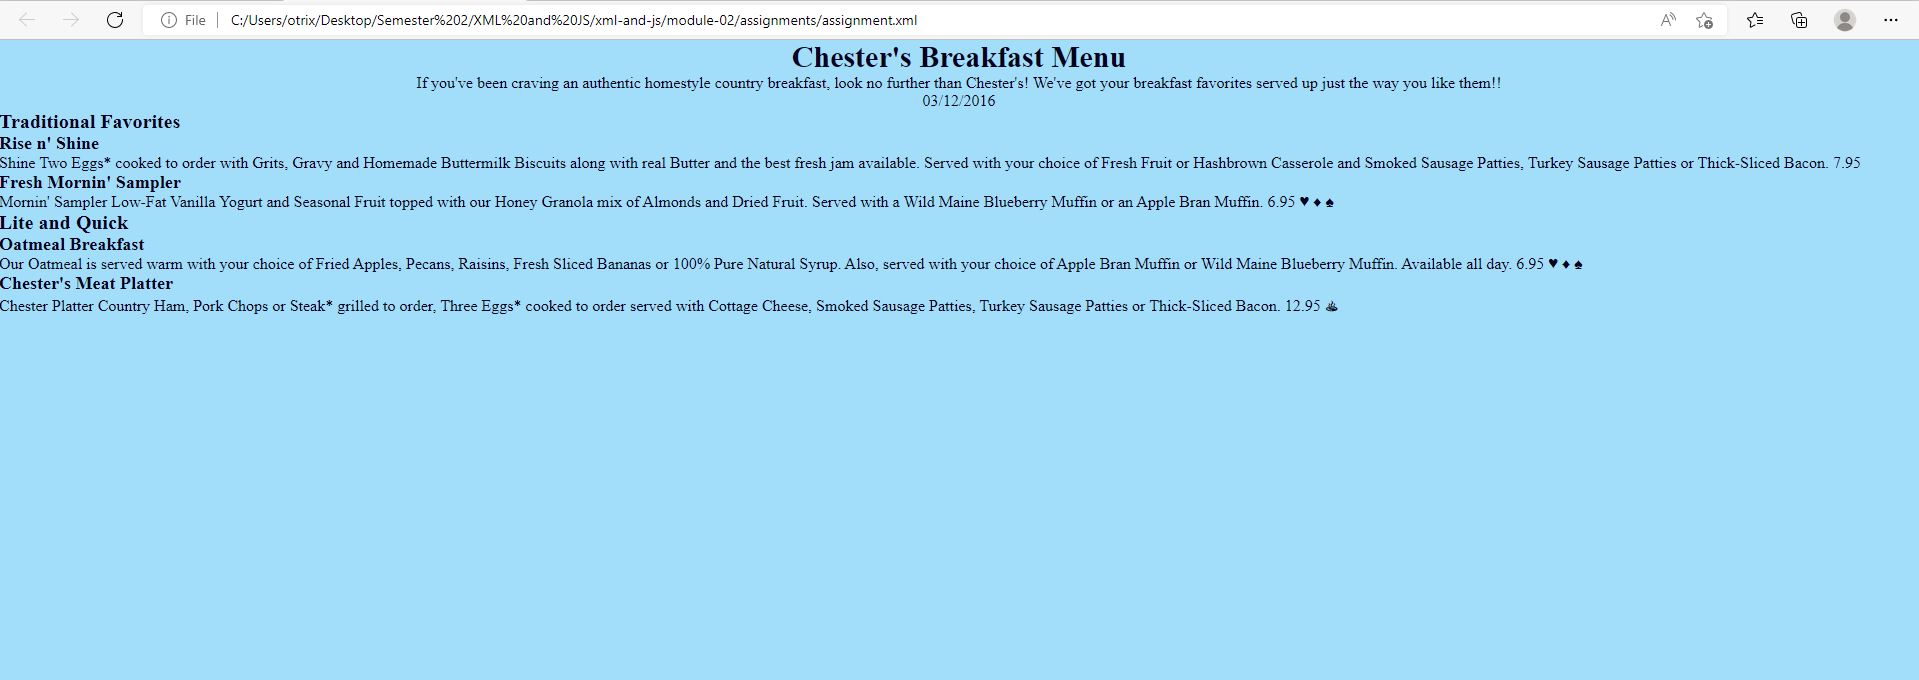 File
C:/Users/otrix/Desktop/Semester%202/XML%20and%20JS/xml-and-js/module-02/assignments/assignment.xml
Chester's Breakfast Menu
If you've been craving an authentic homestyle country breakfast, look no further than Chester's! We've got your breakfast favorites served up just the way you like them!!
03/12/2016
Traditional Favorites
Rise n' Shine
Shine Two Eggs* cooked to order with Grits, Gravy and Homemade Buttermilk Biscuits along with real Butter and the best fresh jam available. Served with your choice of Fresh Fruit or Hashbrown Casserole and Smoked Sausage Patties, Turkey Sausage Patties or Thick-Sliced Bacon. 7.95
Fresh Mornin' Sampler
Mornin' Sampler Low-Fat Vanilla Yogurt and Seasonal Fruit topped with our Honey Granola mix of Almonds and Dried Fruit. Served with a Wild Maine Blueberry Muffin or an Apple Bran Muffin. 6.95 ♥ ♦ ♠
Lite and Quick
Oatmeal Breakfast
Our Oatmeal is served warm with your choice of Fried Apples, Pecans, Raisins, Fresh Sliced Bananas or 100% Pure Natural Syrup. Also, served with your choice of Apple Bran Muffin or Wild Maine Blueberry Muffin. Available all day. 6.95 ♥ ♦ ♠
Chester's Meat Platter
Chester Platter Country Ham, Pork Chops or Steak* grilled to order, Three Eggs* cooked to order served with Cottage Cheese, Smoked Sausage Patties, Turkey Sausage Patties or Thick-Sliced Bacon. 12.95 ♨